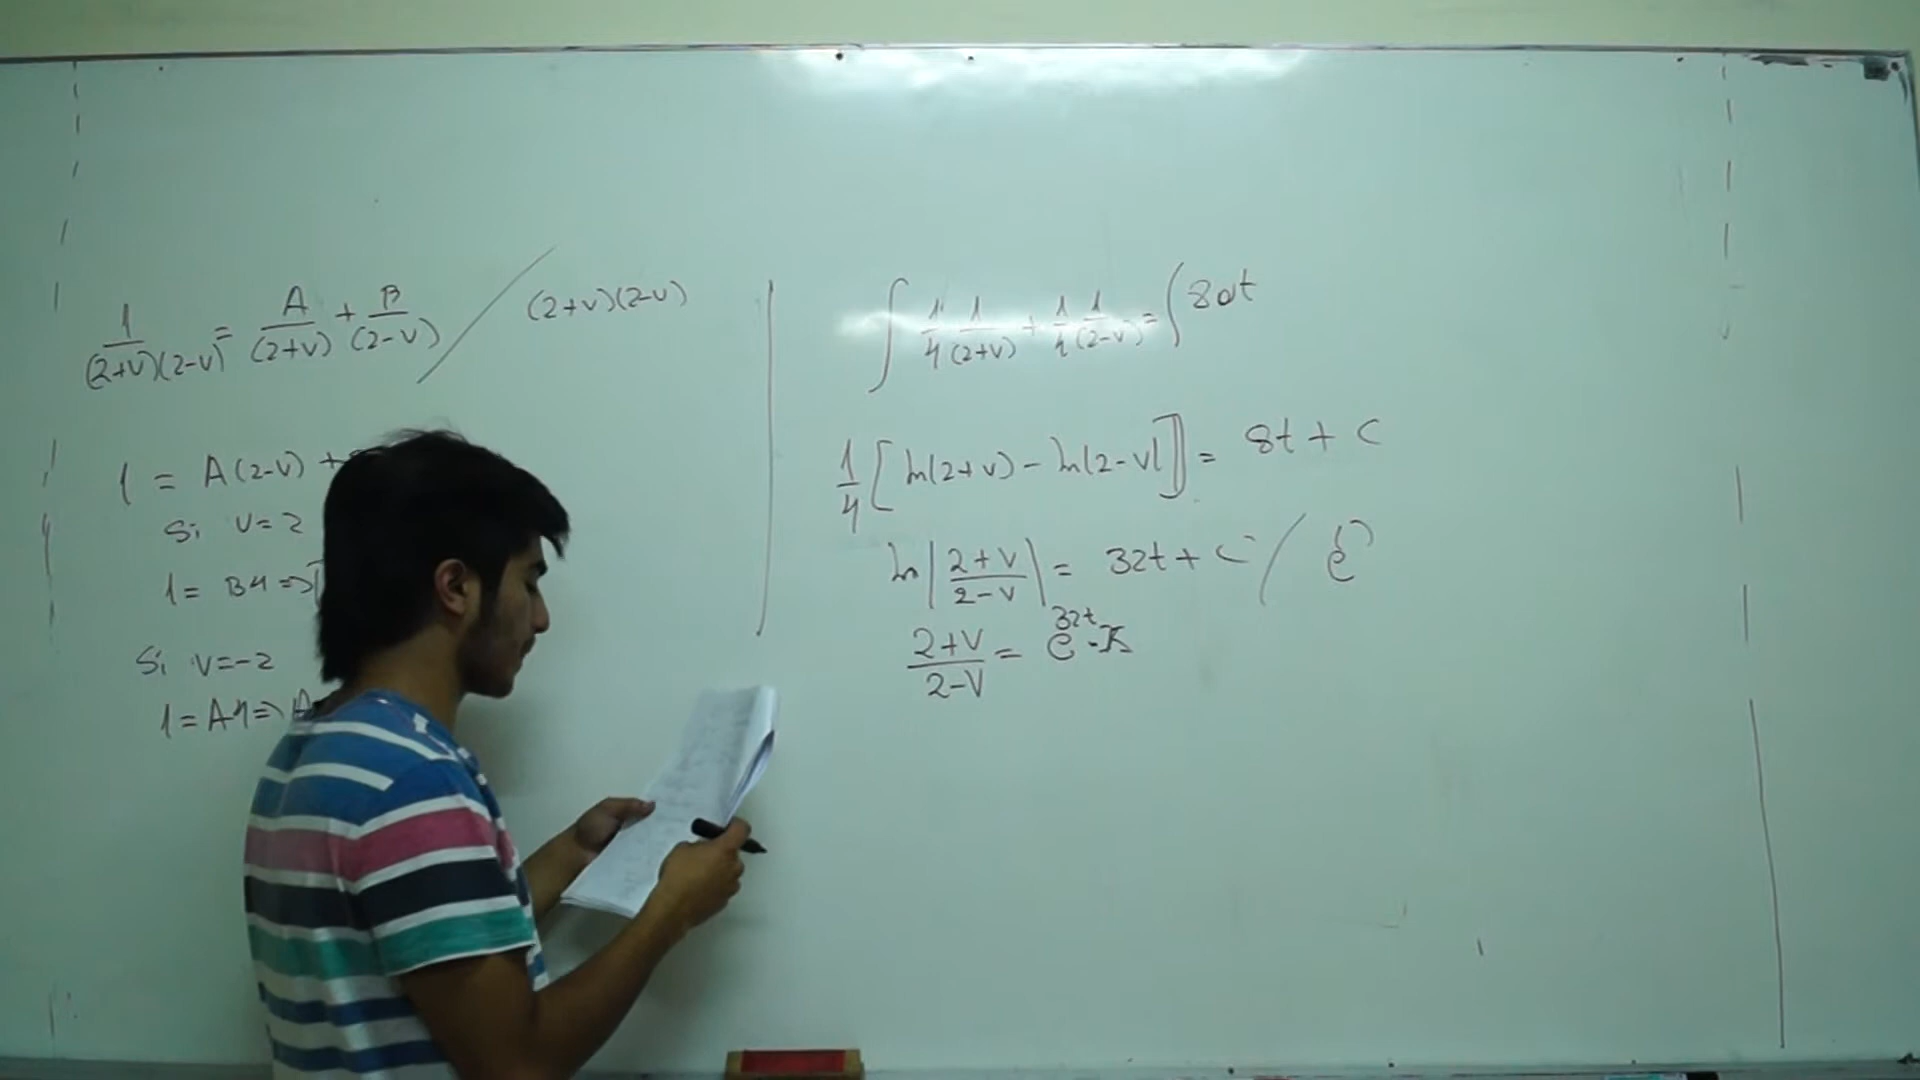 1/((2+v)(2-v)) = A/(2+v) + B/(2-v) / (2+v)(2-v)
1 = A(2-v) +
Si v=2
1 = B4 =>
Si v=-2
1 = A4 => A
∫ 1/4 1/(2+v) + 1/4 1/(2-v) = ∫ 8dt
1/4 [ln(2+v) - ln|2-v|] = 8t + C
ln|(2+v)/(2-v)| = 32t + C / e^()
(2+v)/(2-v) = e^32t · K